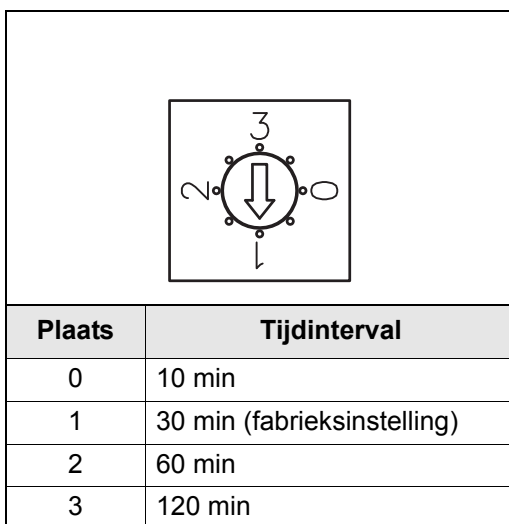 3
2 0
1
Plaats Tijdinterval
0 10 min
1 30 min (fabrieksinstelling)
2 60 min
3 120 min